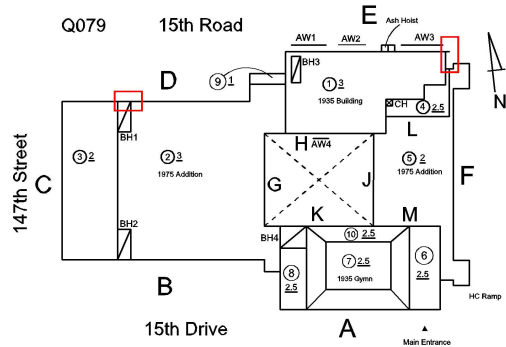 Q079
15th Road
E
Ash Hoist
AW1
AW2
AW3
N
9 1
BH3
D
1 3
1935 Building
CH
4
2.5
L
BH1
H
AW4
3 2
2 3
1975 Addition
5 2
1975 Addition
147th Street
C
G
J
F
K
M
BH2
BH4
10 2.5
6
2.5
7 2.5
1935 Gymn
8
2.5
B
HC Ramp
A
15th Drive
Main Entrance